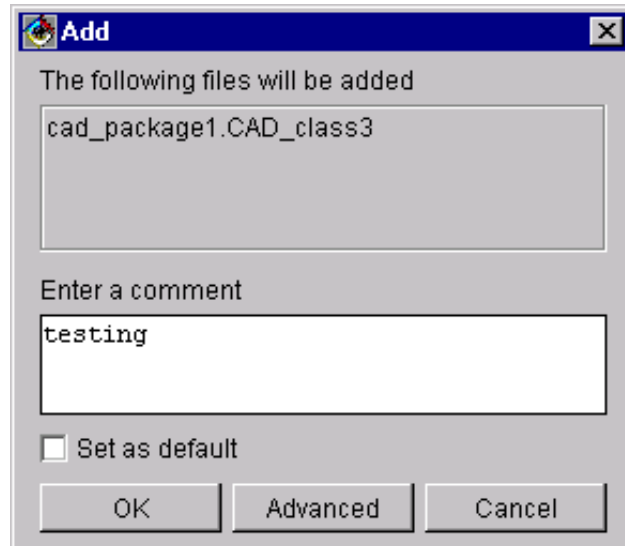 Add
The following files will be added
cad_package1.CAD_class3
Enter a comment
testing
Set as default
OK Advanced Cancel